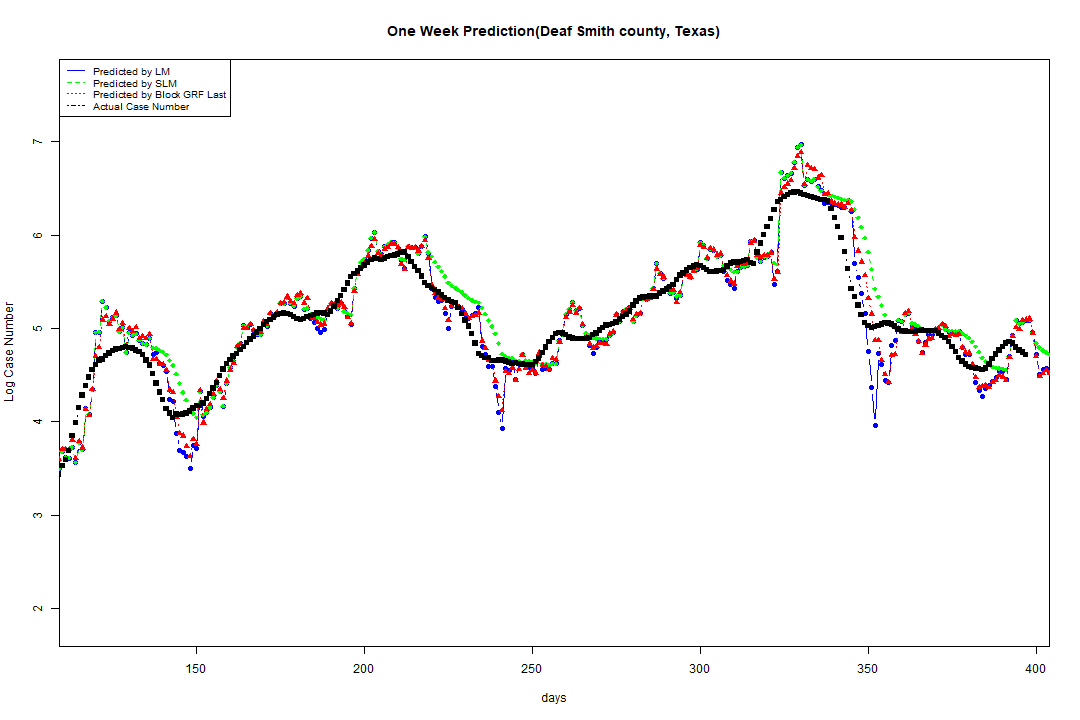 One Week Prediction(Deaf Smith county, Texas)
Predicted by LM
Predicted by SLM
Predicted by Block GRF Last
Actual Case Number
7
6
5
4
3
2
Log Case Number
150 200 250 300 350 400
days